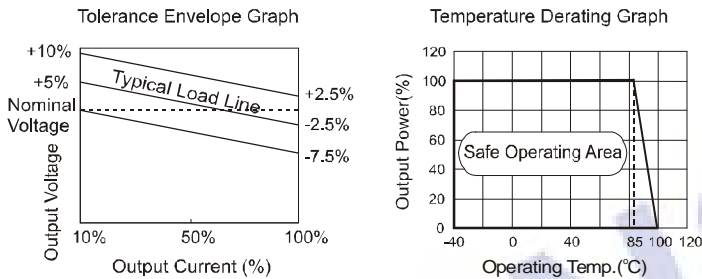 Tolerance Envelope Graph
+10%
+5%
Nominal
Voltage
Output Voltage
Typical Load Line
+2.5%
-2.5%
-7.5%
10%
50%
100%
Output Current (%)
Temperature Derating Graph
120
100
80
60
40
20
0
Output Power(%)
Safe Operating Area
-40
0
40
85
100
120
Operating Temp.(°C)